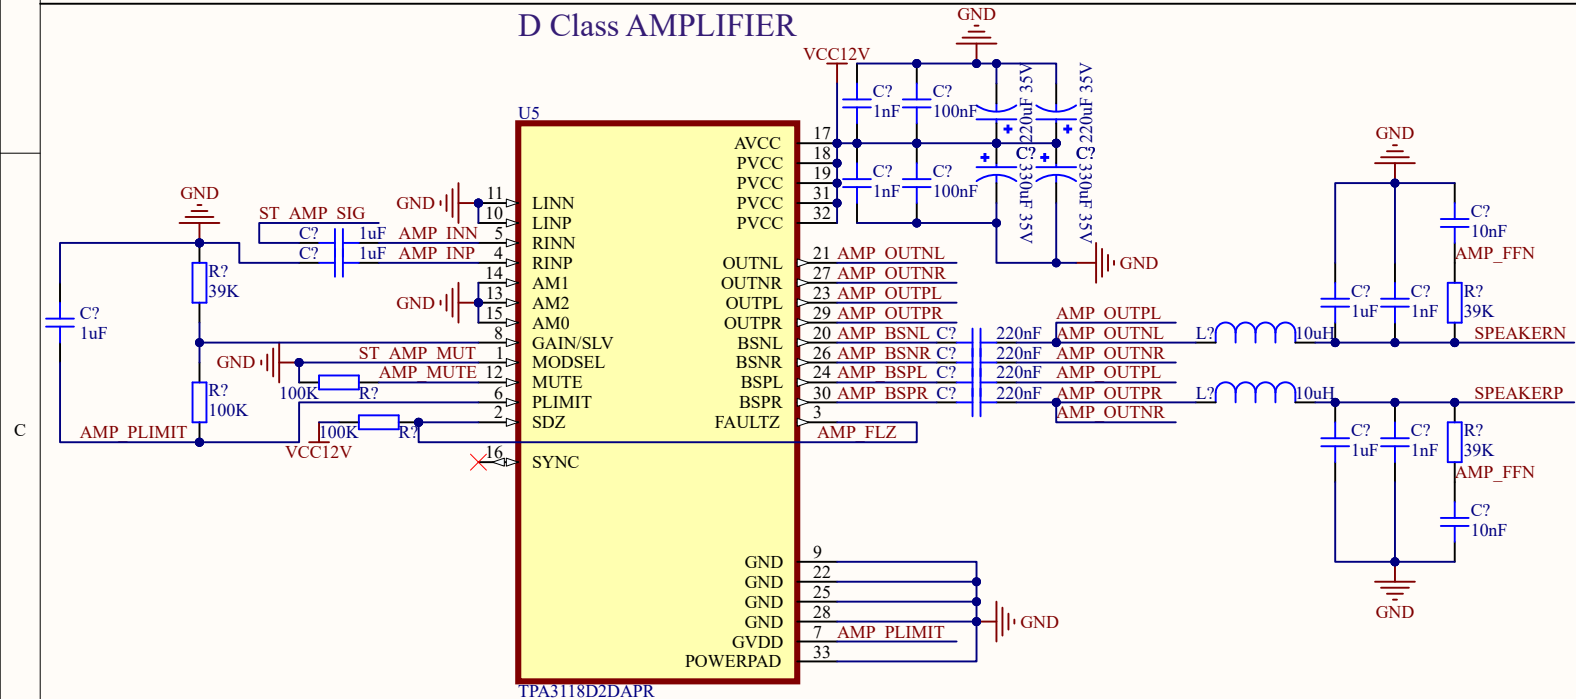 D Class AMPLIFIER
GND
VCC12V
C?
1nF
C?
100nF
220uF 35V
220uF 35V
C?
1nF
C?
100nF
C?
330uF 35V
C?
330uF 35V
GND
U5
17
AVCC
18
PVCC
19
PVCC
31
PVCC
32
PVCC
GND
11
LINN
10
LINP
GND
ST_AMP_SIG
C?
1uF
AMP_INN
5
RINN
C?
1uF
AMP_INP
4
RINP
R?
39K
C?
1uF
GND
14
AM1
13
AM2
15
AM0
8
GAIN/SLV
GND
ST_AMP_MUT
1
MODSEL
AMP_MUTE
12
MUTE
100K
R?
R?
100K
6
PLIMIT
2
SDZ
100K
R?
AMP_PLIMIT
VCC12V
16
SYNC
OUTNL
21
AMP_OUTNL
OUTNR
27
AMP_OUTNR
OUTPL
23
AMP_OUTPL
OUTPR
29
AMP_OUTPR
BSNL
20
AMP_BSNL
C?
220nF
BSNR
26
AMP_BSNR
C?
220nF
BSPL
24
AMP_BSPL
C?
220nF
BSPR
30
AMP_BSPR
C?
220nF
FAULTZ
3
AMP_FLZ
AMP_OUTPL
AMP_OUTNL
AMP_OUTNR
AMP_OUTPL
AMP_OUTPR
AMP_OUTNR
L?
10uH
L?
10uH
GND
C?
10nF
AMP_FFN
C?
1uF
C?
1nF
R?
39K
SPEAKERN
SPEAKERP
C?
1uF
C?
1nF
R?
39K
AMP_FFN
C?
10nF
GND
GND
9
GND
22
GND
25
GND
28
GND
GVDD
7
AMP_PLIMIT
POWERPAD
33
TPA3118D2DAPR
C